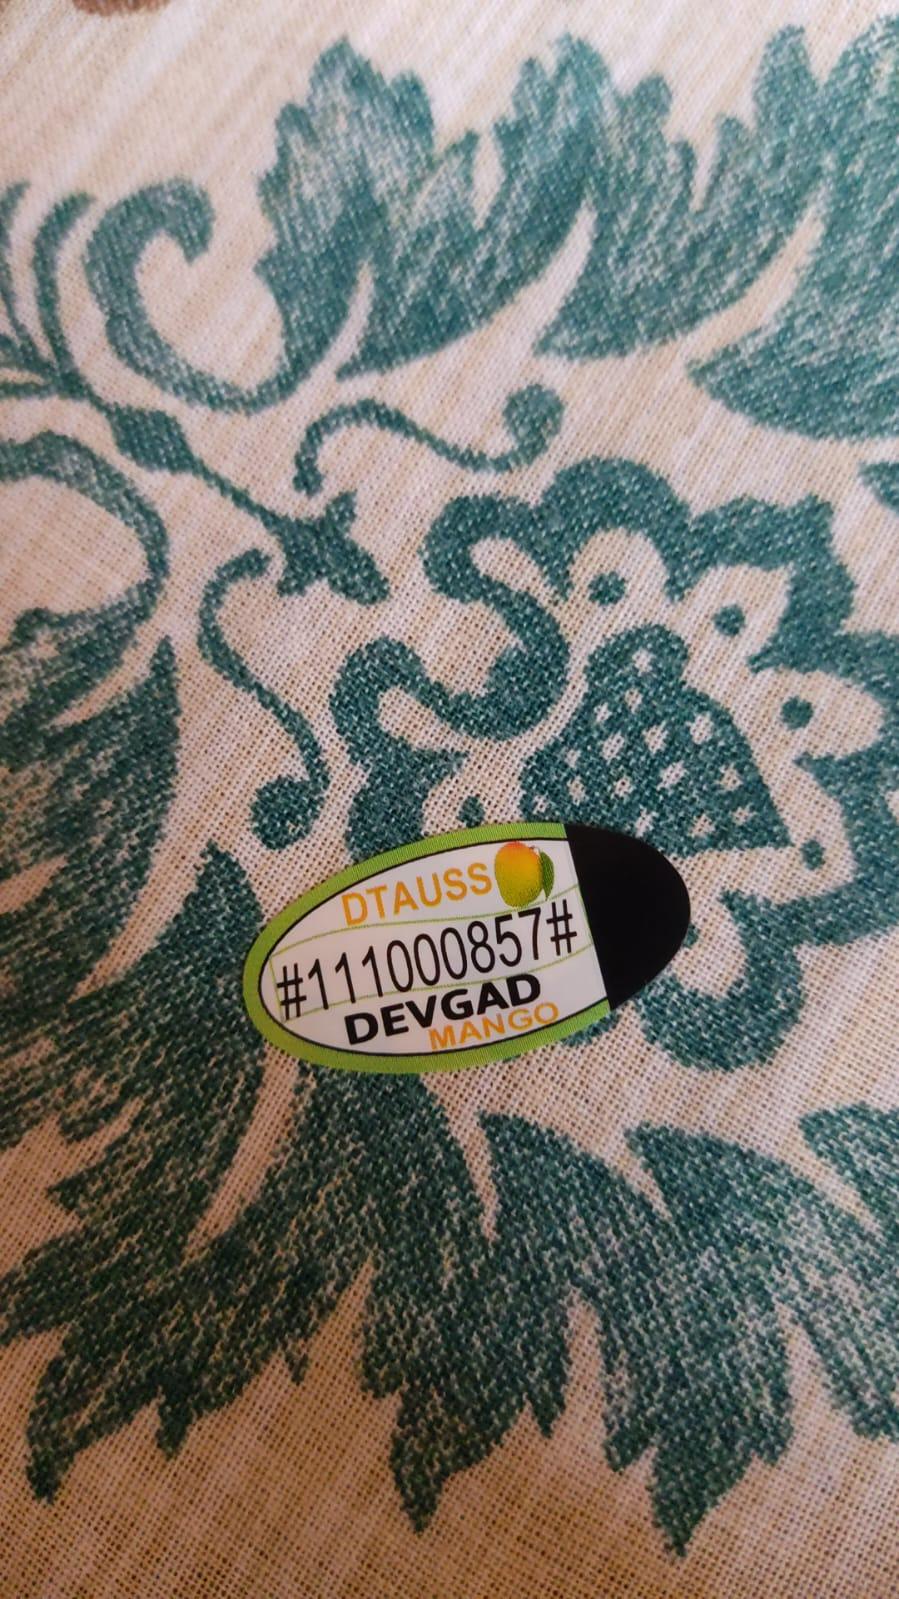 DTAUSS
#111000857#
DEVGAD
MANGO